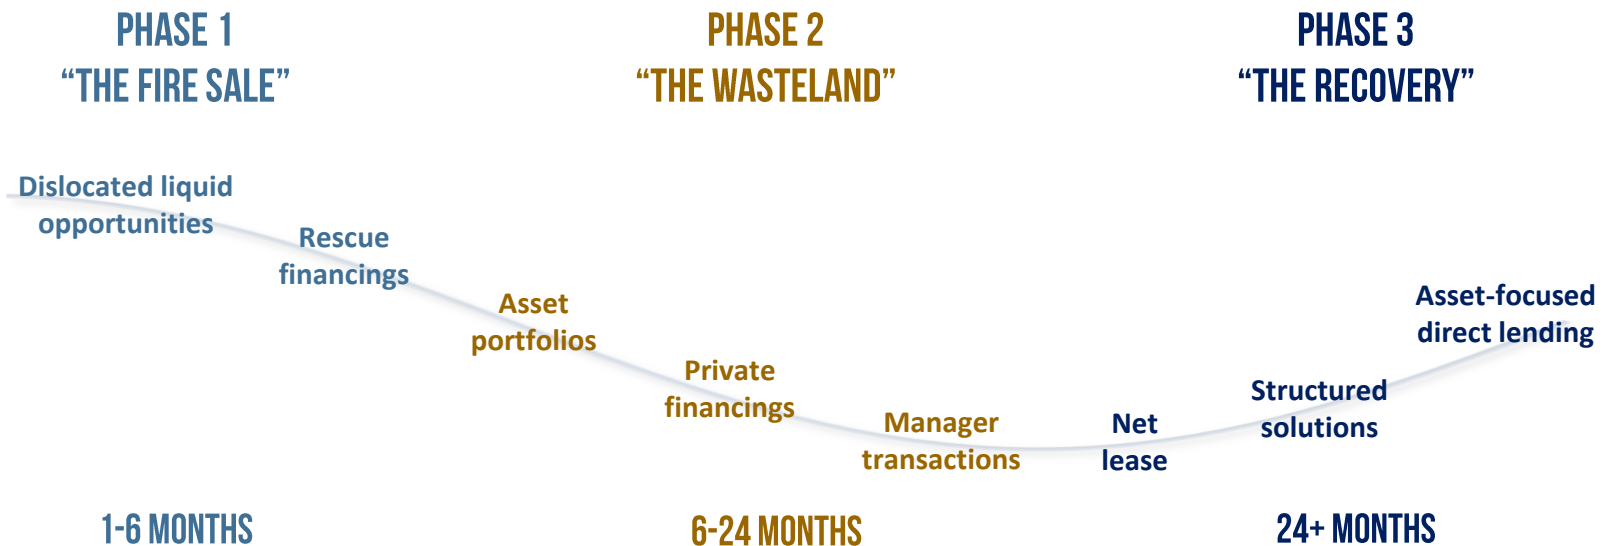 PHASE 1
“THE FIRE SALE”
PHASE 2
“THE WASTELAND”
PHASE 3
“THE RECOVERY”
Dislocated liquid
opportunities
Rescue
financings
Asset
portfolios
Private
financings
Manager
transactions
Net
lease
Structured
solutions
Asset-focused
direct lending
1-6 MONTHS
6-24 MONTHS
24+ MONTHS